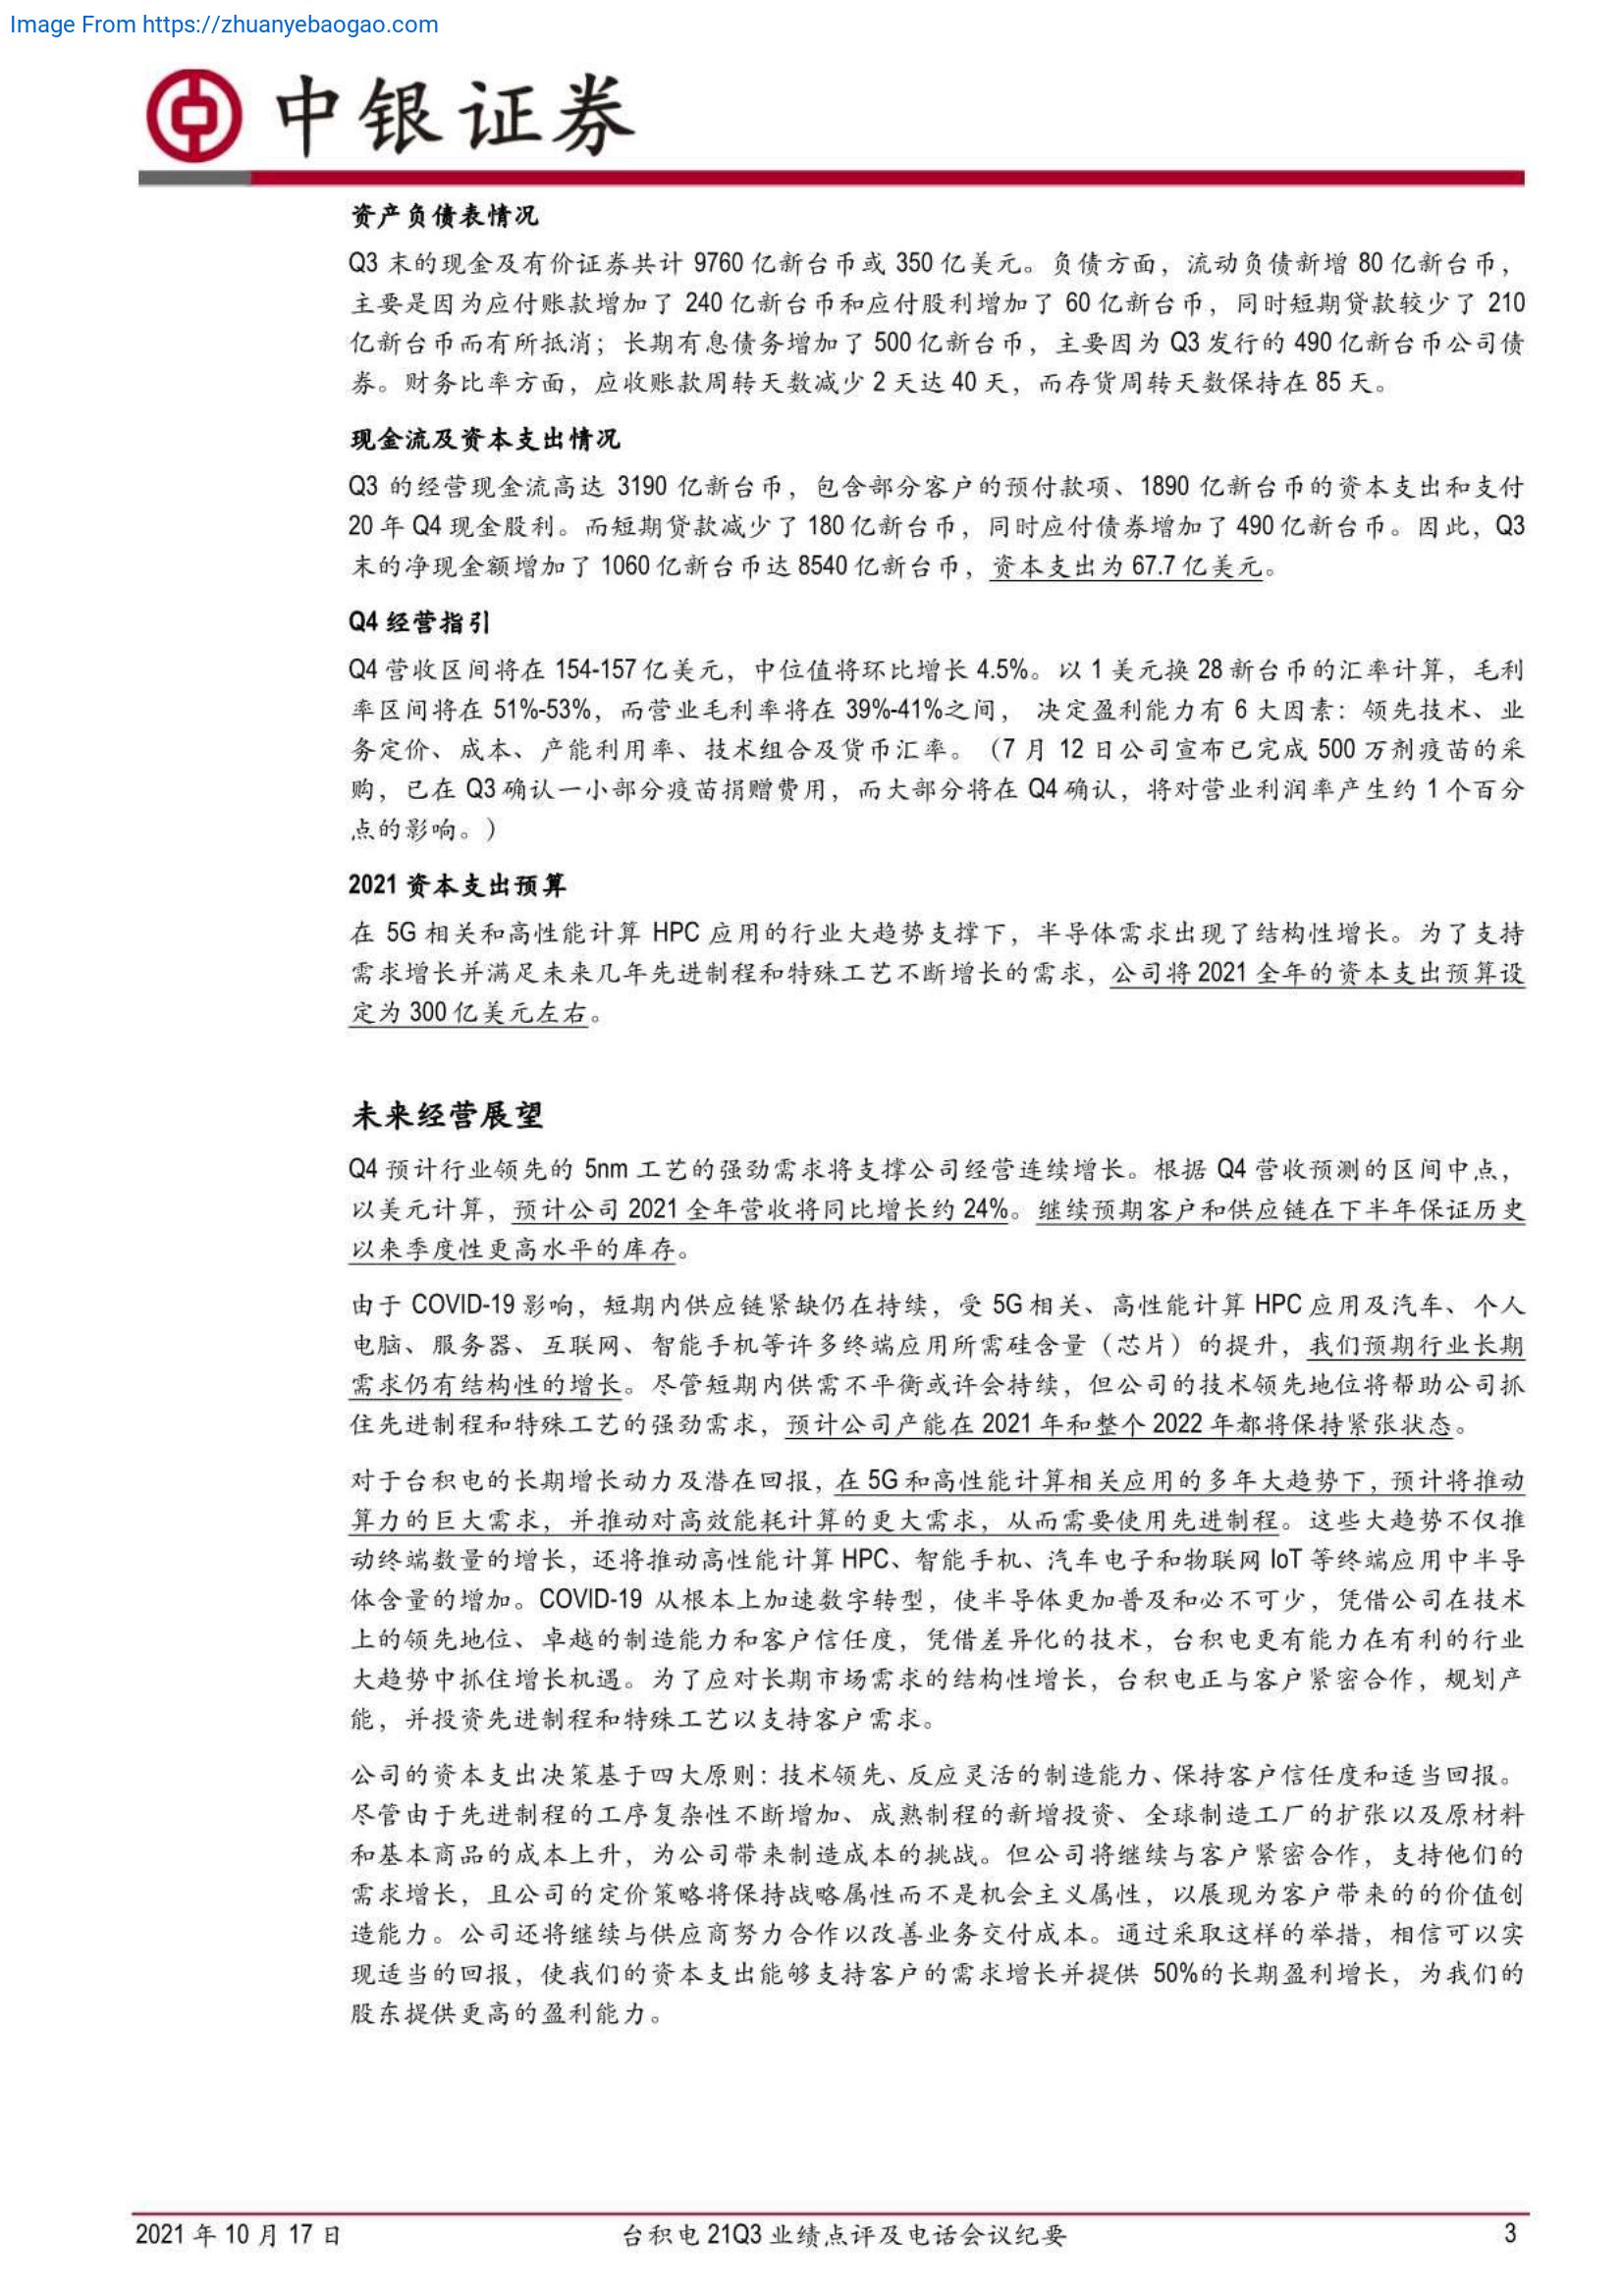 Image From https://zhuanyebaogao.com
中银证券
资产负债表情况
Q3 末的现金及有价证券共计 9760 亿新台币或 350 亿美元。负债方面，流动负债新增 80 亿新台币，
主要是因为应付账款增加了 240 亿新台币和应付股利增加了 60 亿新台币，同时短期贷款较少了 210
亿新台币而有所抵消；长期有息债务增加了 500 亿新台币，主要因为 Q3 发行的 490 亿新台币公司债
券。财务比率方面，应收账款周转天数减少 2 天达 40 天，而存货周转天数保持在 85 天。
现金流及资本支出情况
Q3 的经营现金流高达 3190 亿新台币，包含部分客户的预付款项、1890 亿新台币的资本支出和支付
20 年 Q4 现金股利。而短期贷款减少了 180 亿新台币，同时应付债券增加了 490 亿新台币。因此，Q3
末的净现金额增加了 1060 亿新台币达 8540 亿新台币，资本支出为 67.7 亿美元。
Q4 经营指引
Q4 营收区间将在 154-157 亿美元，中位值将环比增长 4.5%。以 1 美元换 28 新台币的汇率计算，毛利
率区间将在 51%-53%，而营业毛利率将在 39%-41%之间， 决定盈利能力有 6 大因素：领先技术、业
务定价、成本、产能利用率、技术组合及货币汇率。（7 月 12 日公司宣布已完成 500 万剂疫苗的采
购，已在 Q3 确认一小部分疫苗捐赠费用，而大部分将在 Q4 确认，将对营业利润率产生约 1 个百分
点的影响。）
2021 资本支出预算
在 5G 相关和高性能计算 HPC 应用的行业大趋势支撑下，半导体需求出现了结构性增长。为了支持
需求增长并满足未来几年先进制程和特殊工艺不断增长的需求，公司将 2021 全年的资本支出预算设
定为 300 亿美元左右。
未来经营展望
Q4 预计行业领先的 5nm 工艺的强劲需求将支撑公司经营连续增长。根据 Q4 营收预测的区间中点，
以美元计算，预计公司 2021 全年营收将同比增长约 24%。继续预期客户和供应链在下半年保证历史
以来季度性更高水平的库存。
由于 COVID-19 影响，短期内供应链紧缺仍在持续，受 5G 相关、高性能计算 HPC 应用及汽车、个人
电脑、服务器、互联网、智能手机等许多终端应用所需硅含量（芯片）的提升，我们预期行业长期
需求仍有结构性的增长。尽管短期内供需不平衡或许会持续，但公司的技术领先地位将帮助公司抓
住先进制程和特殊工艺的强劲需求，预计公司产能在 2021 年和整个 2022 年都将保持紧张状态。
对于台积电的长期增长动力及潜在回报，在 5G 和高性能计算相关应用的多年大趋势下，预计将推动
算力的巨大需求，并推动对高效能耗计算的更大需求，从而需要使用先进制程。这些大趋势不仅推
动终端数量的增长，还将推动高性能计算 HPC、智能手机、汽车电子和物联网 IoT 等终端应用中半导
体含量的增加。COVID-19 从根本上加速数字转型，使半导体更加普及和必不可少，凭借公司在技术
上的领先地位、卓越的制造能力和客户信任度，凭借差异化的技术，台积电更有能力在有利的行业
大趋势中抓住增长机遇。为了应对长期市场需求的结构性增长，台积电正与客户紧密合作，规划产
能，并投资先进制程和特殊工艺以支持客户需求。
公司的资本支出决策基于四大原则：技术领先、反应灵活的制造能力、保持客户信任度和适当回报。
尽管由于先进制程的工序复杂性不断增加、成熟制程的新增投资、全球制造工厂的扩张以及原材料
和基本商品的成本上升，为公司带来制造成本的挑战。但公司将继续与客户紧密合作，支持他们的
需求增长，且公司的定价策略将保持战略属性而不是机会主义属性，以展现为客户带来的的价值创
造能力。公司还将继续与供应商努力合作以改善业务交付成本。通过采取这样的举措，相信可以实
现适当的回报，使我们的资本支出能够支持客户的需求增长并提供 50%的长期盈利增长，为我们的
股东提供更高的盈利能力。
2021 年 10 月 17 日
台积电 21Q3 业绩点评及电话会议纪要
3